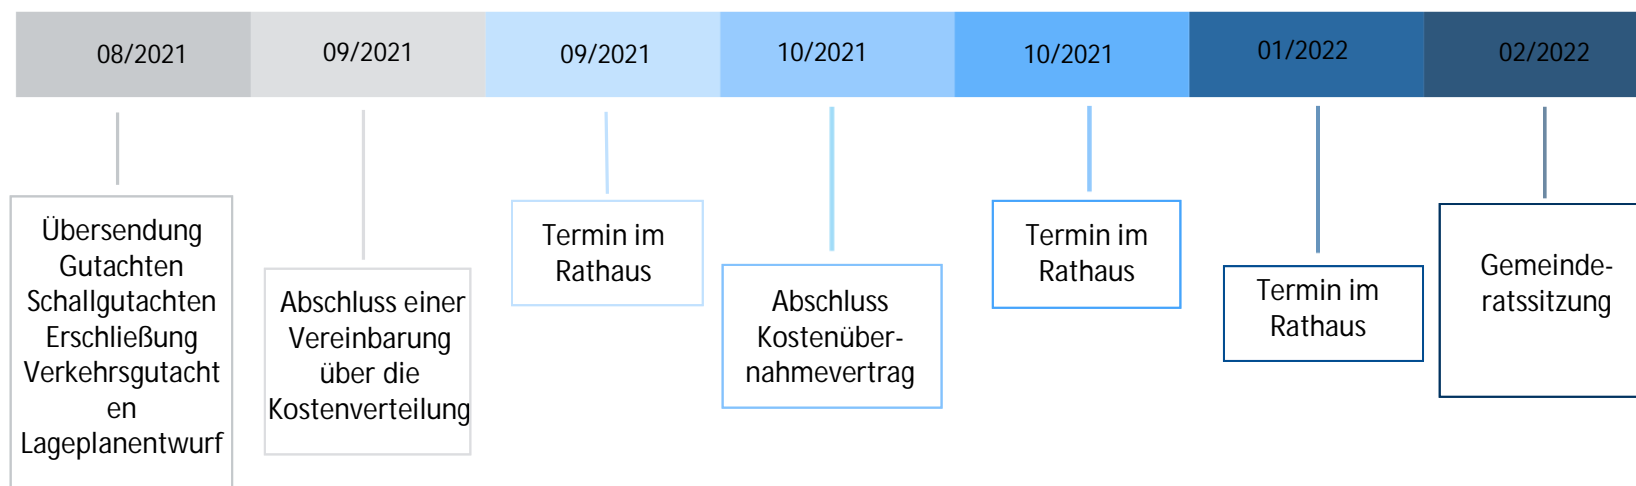 08/2021
09/2021
09/2021
10/2021
10/2021
01/2022
02/2022
Übersendung
Gutachten
Schallgutachten
Erschließung
Verkehrsgutacht
en
Lageplanentwurf
Abschluss einer
Vereinbarung
über die
Kostenverteilung
Termin im
Rathaus
Abschluss
Kostenüber-
nahmevertrag
Termin im
Rathaus
Termin im
Rathaus
Gemeinde-
ratssitzung